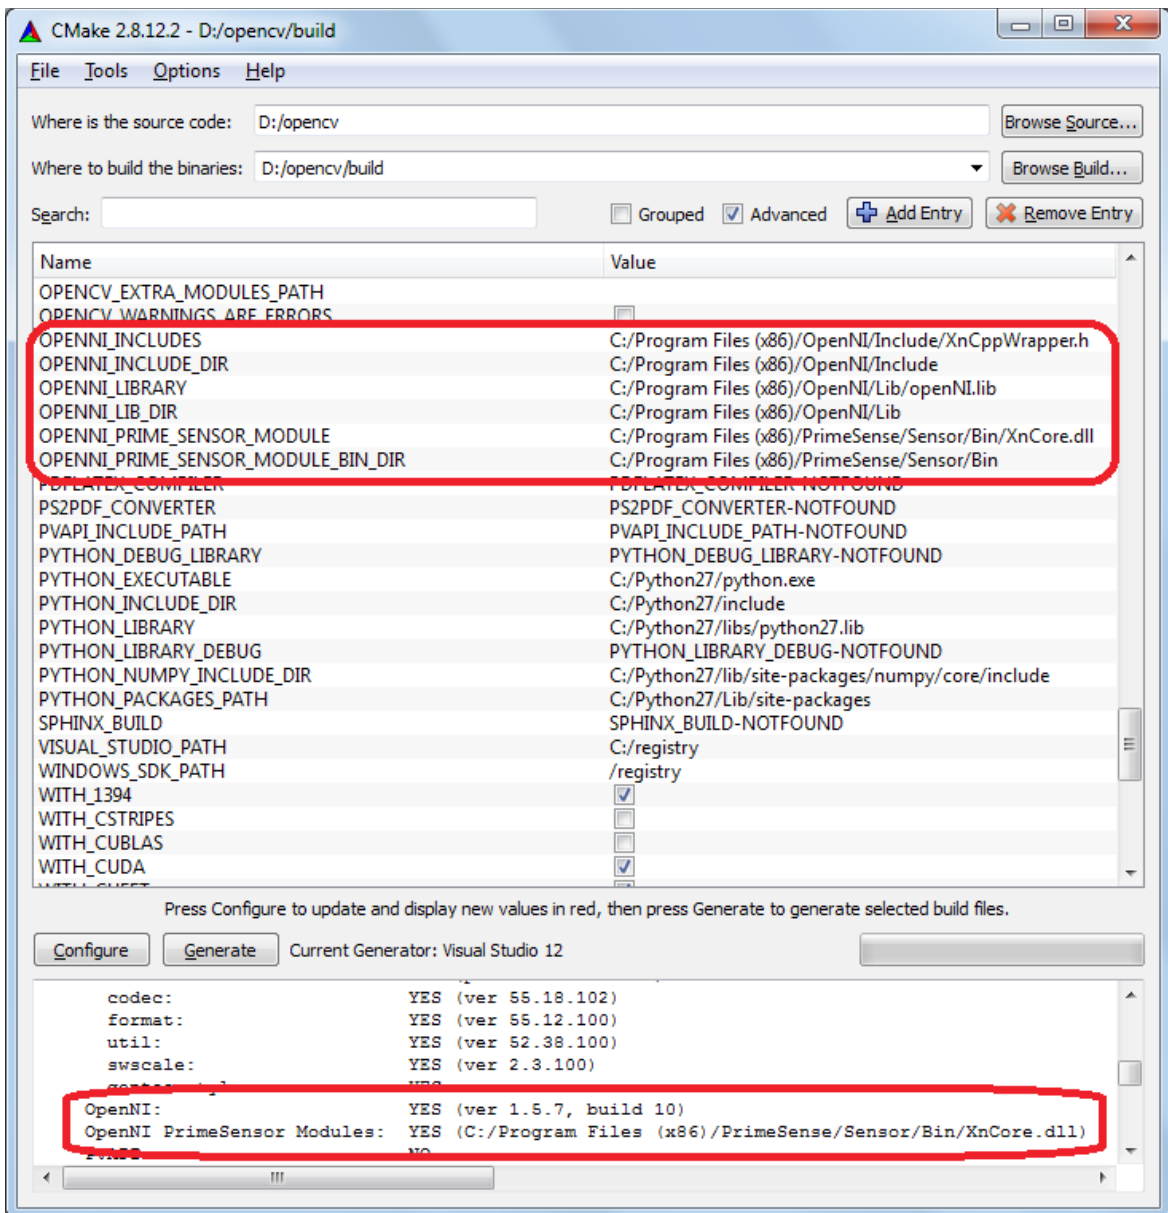 CMake 2.8.12.2 - D:/opencv/build
File Tools Options Help
Where is the source code: D:/opencv Browse Source...
Where to build the binaries: D:/opencv/build Browse Build...
Search: Grouped Advanced Add Entry Remove Entry
Name Value
OPENCV_EXTRA_MODULES_PATH
OPENCV_WARNINGS_ARE_ERRORS
OPENNI_INCLUDES C:/Program Files (x86)/OpenNI/Include/XnCppWrapper.h
OPENNI_INCLUDE_DIR C:/Program Files (x86)/OpenNI/Include
OPENNI_LIBRARY C:/Program Files (x86)/OpenNI/Lib/openNI.lib
OPENNI_LIB_DIR C:/Program Files (x86)/OpenNI/Lib
OPENNI_PRIME_SENSOR_MODULE C:/Program Files (x86)/PrimeSense/Sensor/Bin/XnCore.dll
OPENNI_PRIME_SENSOR_MODULE_BIN_DIR C:/Program Files (x86)/PrimeSense/Sensor/Bin
PDFLATEX_COMPILER PDFLATEX_COMPILER-NOTFOUND
PS2PDF_CONVERTER PS2PDF_CONVERTER-NOTFOUND
PVAPI_INCLUDE_PATH PVAPI_INCLUDE_PATH-NOTFOUND
PYTHON_DEBUG_LIBRARY PYTHON_DEBUG_LIBRARY-NOTFOUND
PYTHON_EXECUTABLE C:/Python27/python.exe
PYTHON_INCLUDE_DIR C:/Python27/include
PYTHON_LIBRARY C:/Python27/libs/python27.lib
PYTHON_LIBRARY_DEBUG PYTHON_LIBRARY_DEBUG-NOTFOUND
PYTHON_NUMPY_INCLUDE_DIR C:/Python27/lib/site-packages/numpy/core/include
PYTHON_PACKAGES_PATH C:/Python27/Lib/site-packages
SPHINX_BUILD SPHINX_BUILD-NOTFOUND
VISUAL_STUDIO_PATH C:/registry
WINDOWS_SDK_PATH /registry
WITH_1394
WITH_CSTRIPES
WITH_CUBLAS
WITH_CUDA
Press Configure to update and display new values in red, then press Generate to generate selected build files.
Configure Generate Current Generator: Visual Studio 12
codec: YES (ver 55.18.102)
format: YES (ver 55.12.100)
util: YES (ver 52.38.100)
swscale: YES (ver 2.3.100)
OpenNI: YES (ver 1.5.7, build 10)
OpenNI PrimeSensor Modules: YES (C:/Program Files (x86)/PrimeSense/Sensor/Bin/XnCore.dll)